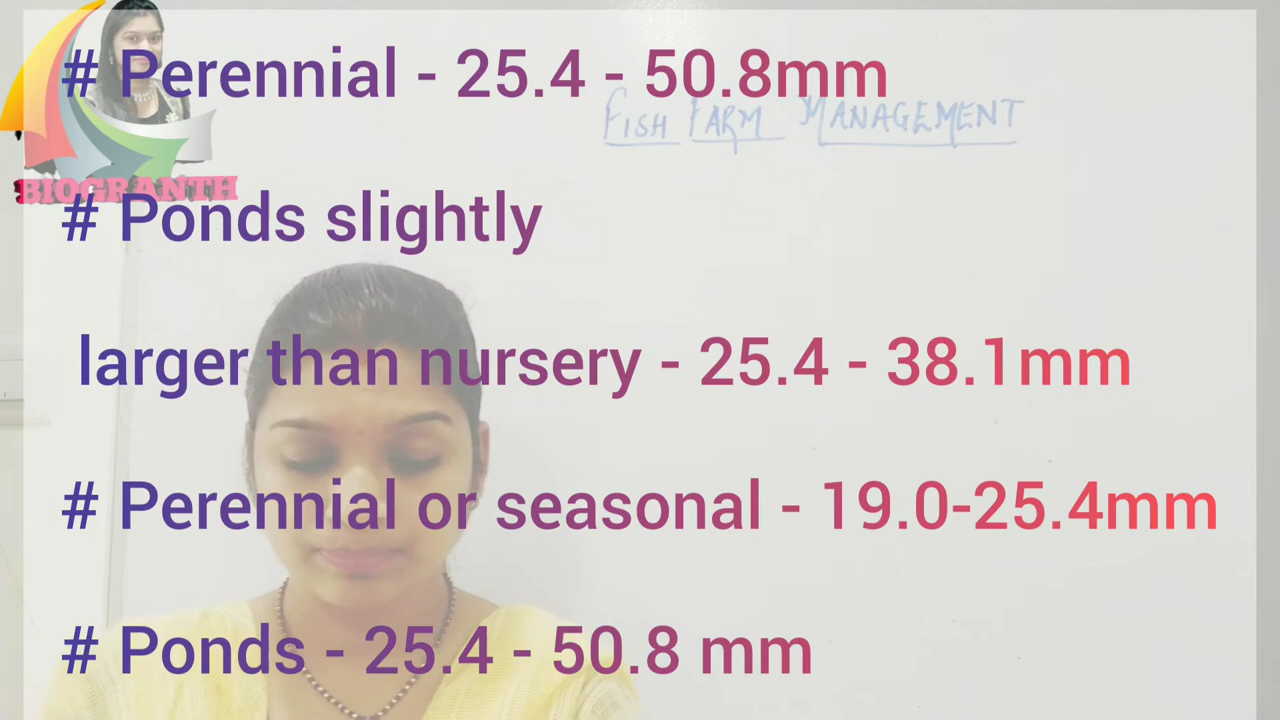 # Perennial - 25.4 - 50.8mm
FISH FARM MANAGEMENT
BIOGRANTH
# Ponds slightly
larger than nursery - 25.4 - 38.1mm
# Perennial or seasonal - 19.0-25.4mm
# Ponds - 25.4 - 50.8 mm